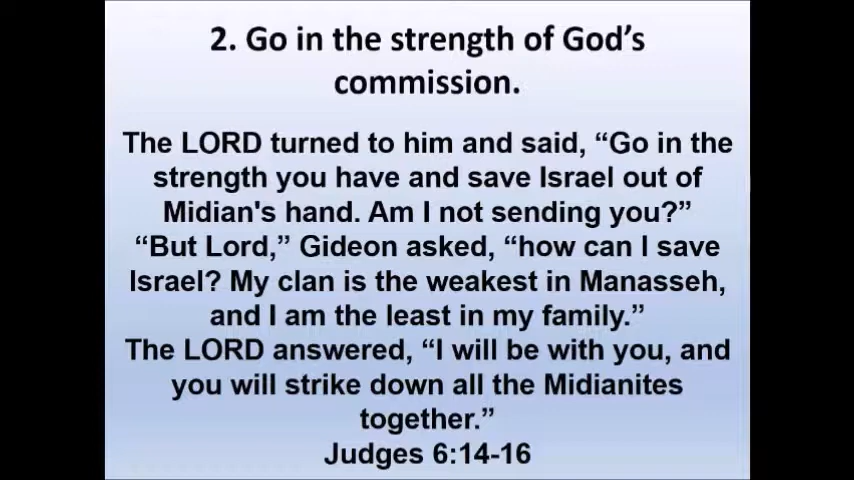 2. Go in the strength of God’s
commission.
The LORD turned to him and said, “Go in the
strength you have and save Israel out of
Midian's hand. Am I not sending you?”
“But Lord,” Gideon asked, “how can I save
Israel? My clan is the weakest in Manasseh,
and I am the least in my family.”
The LORD answered, “I will be with you, and
you will strike down all the Midianites
together.”
Judges 6:14-16